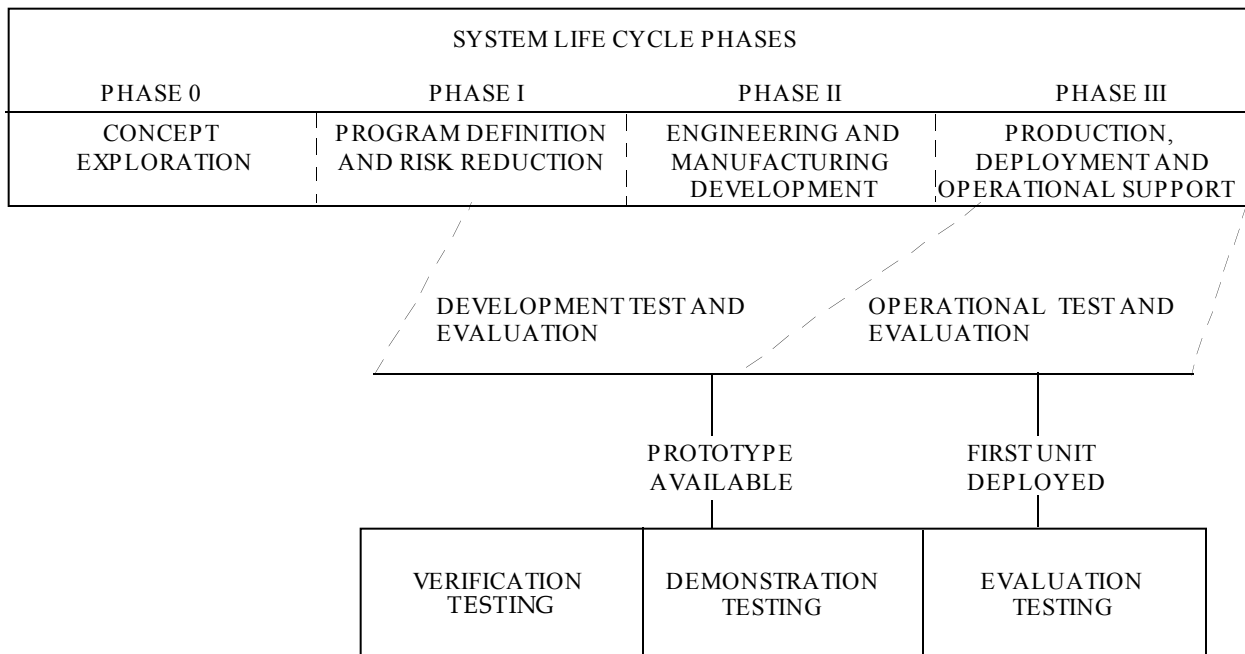 SYSTEM LIFE CYCLE PHASES
PHASE 0
PHASE I
PHASE II
PHASE III
CONCEPT
EXPLORATION
PROGRAM DEFINITION
AND RISK REDUCTION
ENGINEERING AND
MANUFACTURING
DEVELOPMENT
PRODUCTION,
DEPLOYMENT AND
OPERATIONAL SUPPORT
DEVELOPMENT TEST AND
EVALUATION
OPERATIONAL TEST AND
EVALUATION
PROTOTYPE
AVAILABLE
FIRST UNIT
DEPLOYED
VERIFICATION
TESTING
DEMONSTRATION
TESTING
EVALUATION
TESTING